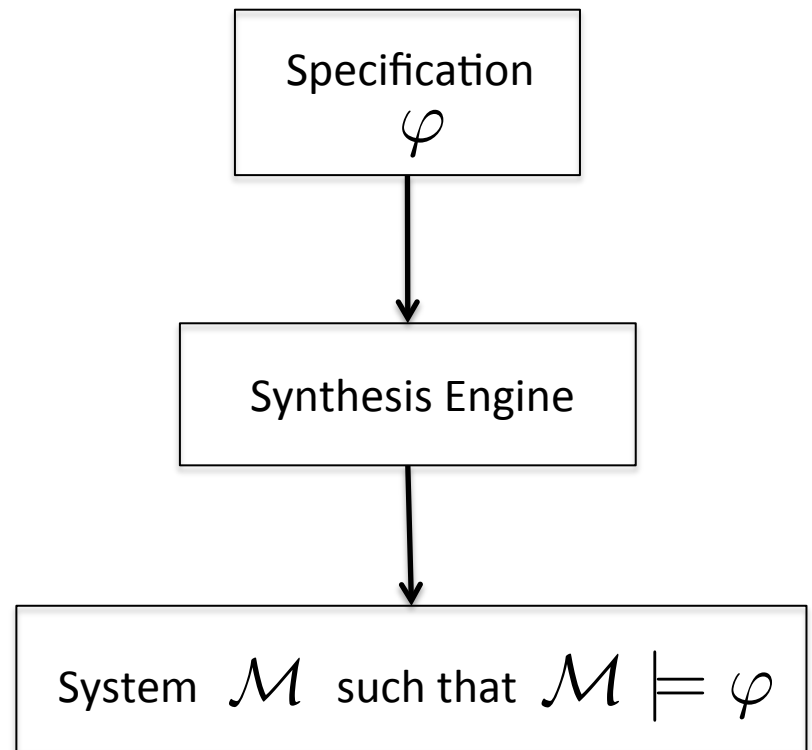 Specification
φ
Synthesis Engine
System ℳ such that ℳ ⊨ φ